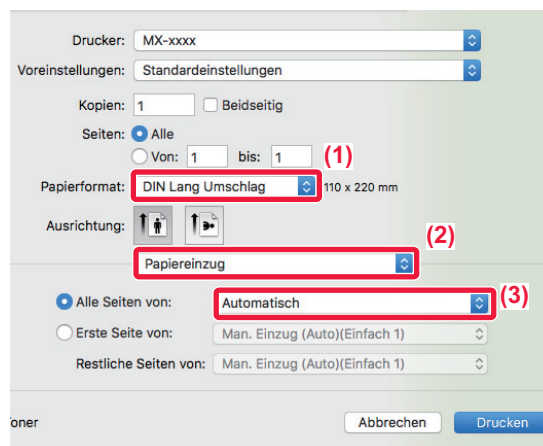 Drucker: MX-xxxx
Voreinstellungen: Standardeinstellungen
Kopien: 1 Beidseitig
Seiten: Alle
Von: 1 bis: 1 (1)
Papierformat: DIN Lang Umschlag 110 x 220 mm
Ausrichtung:
(2)
Papiereinzug
Alle Seiten von: Automatisch (3)
Erste Seite von: Man. Einzug (Auto)(Einfach 1)
Restliche Seiten von: Man. Einzug (Auto)(Einfach 1)
oner Abbrechen Drucken